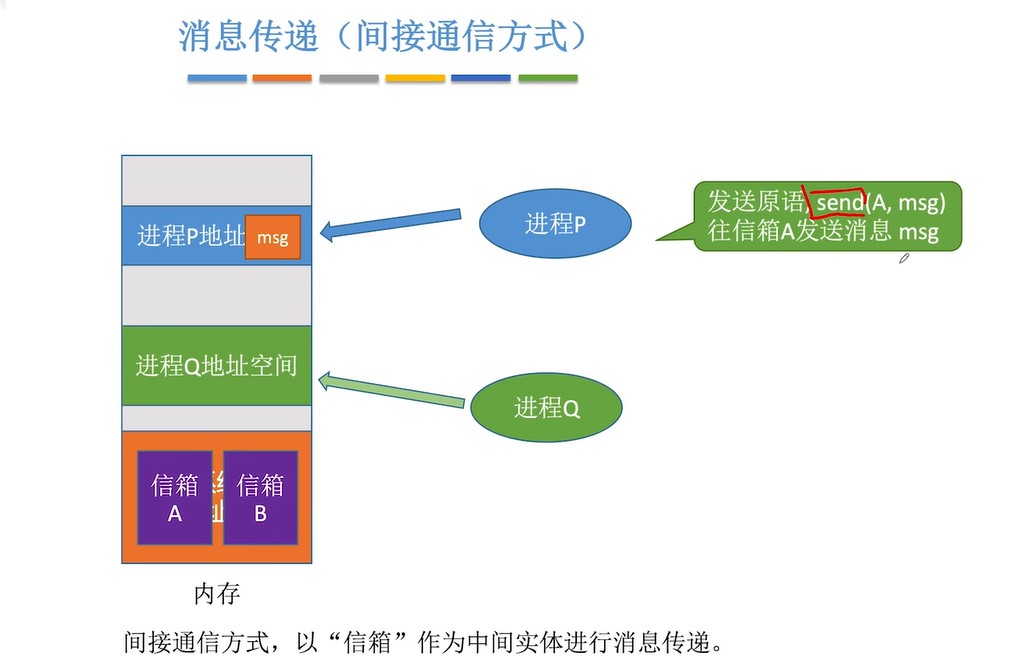 消息传递（间接通信方式）
进程P地址
msg
进程P
发送原语, send(A, msg)
往信箱A发送消息 msg
进程Q地址空间
进程Q
信箱
A
信箱
B
内存
间接通信方式，以“信箱”作为中间实体进行消息传递。